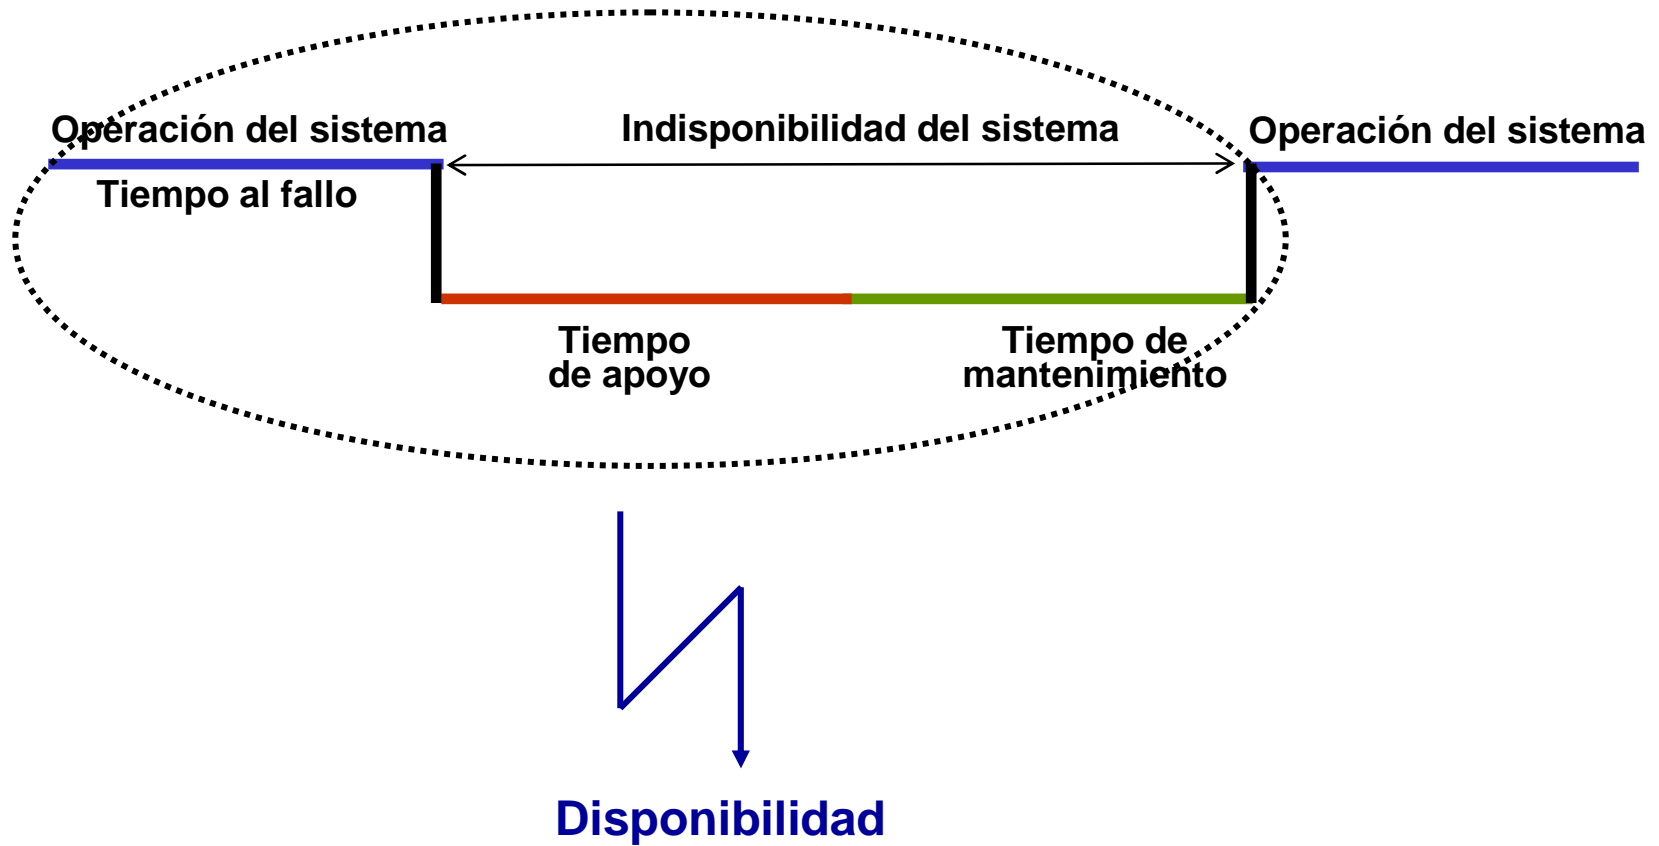 Operación del sistema
Indisponibilidad del sistema
Operación del sistema
Tiempo al fallo
Tiempo
de apoyo
Tiempo de
mantenimiento
Disponibilidad